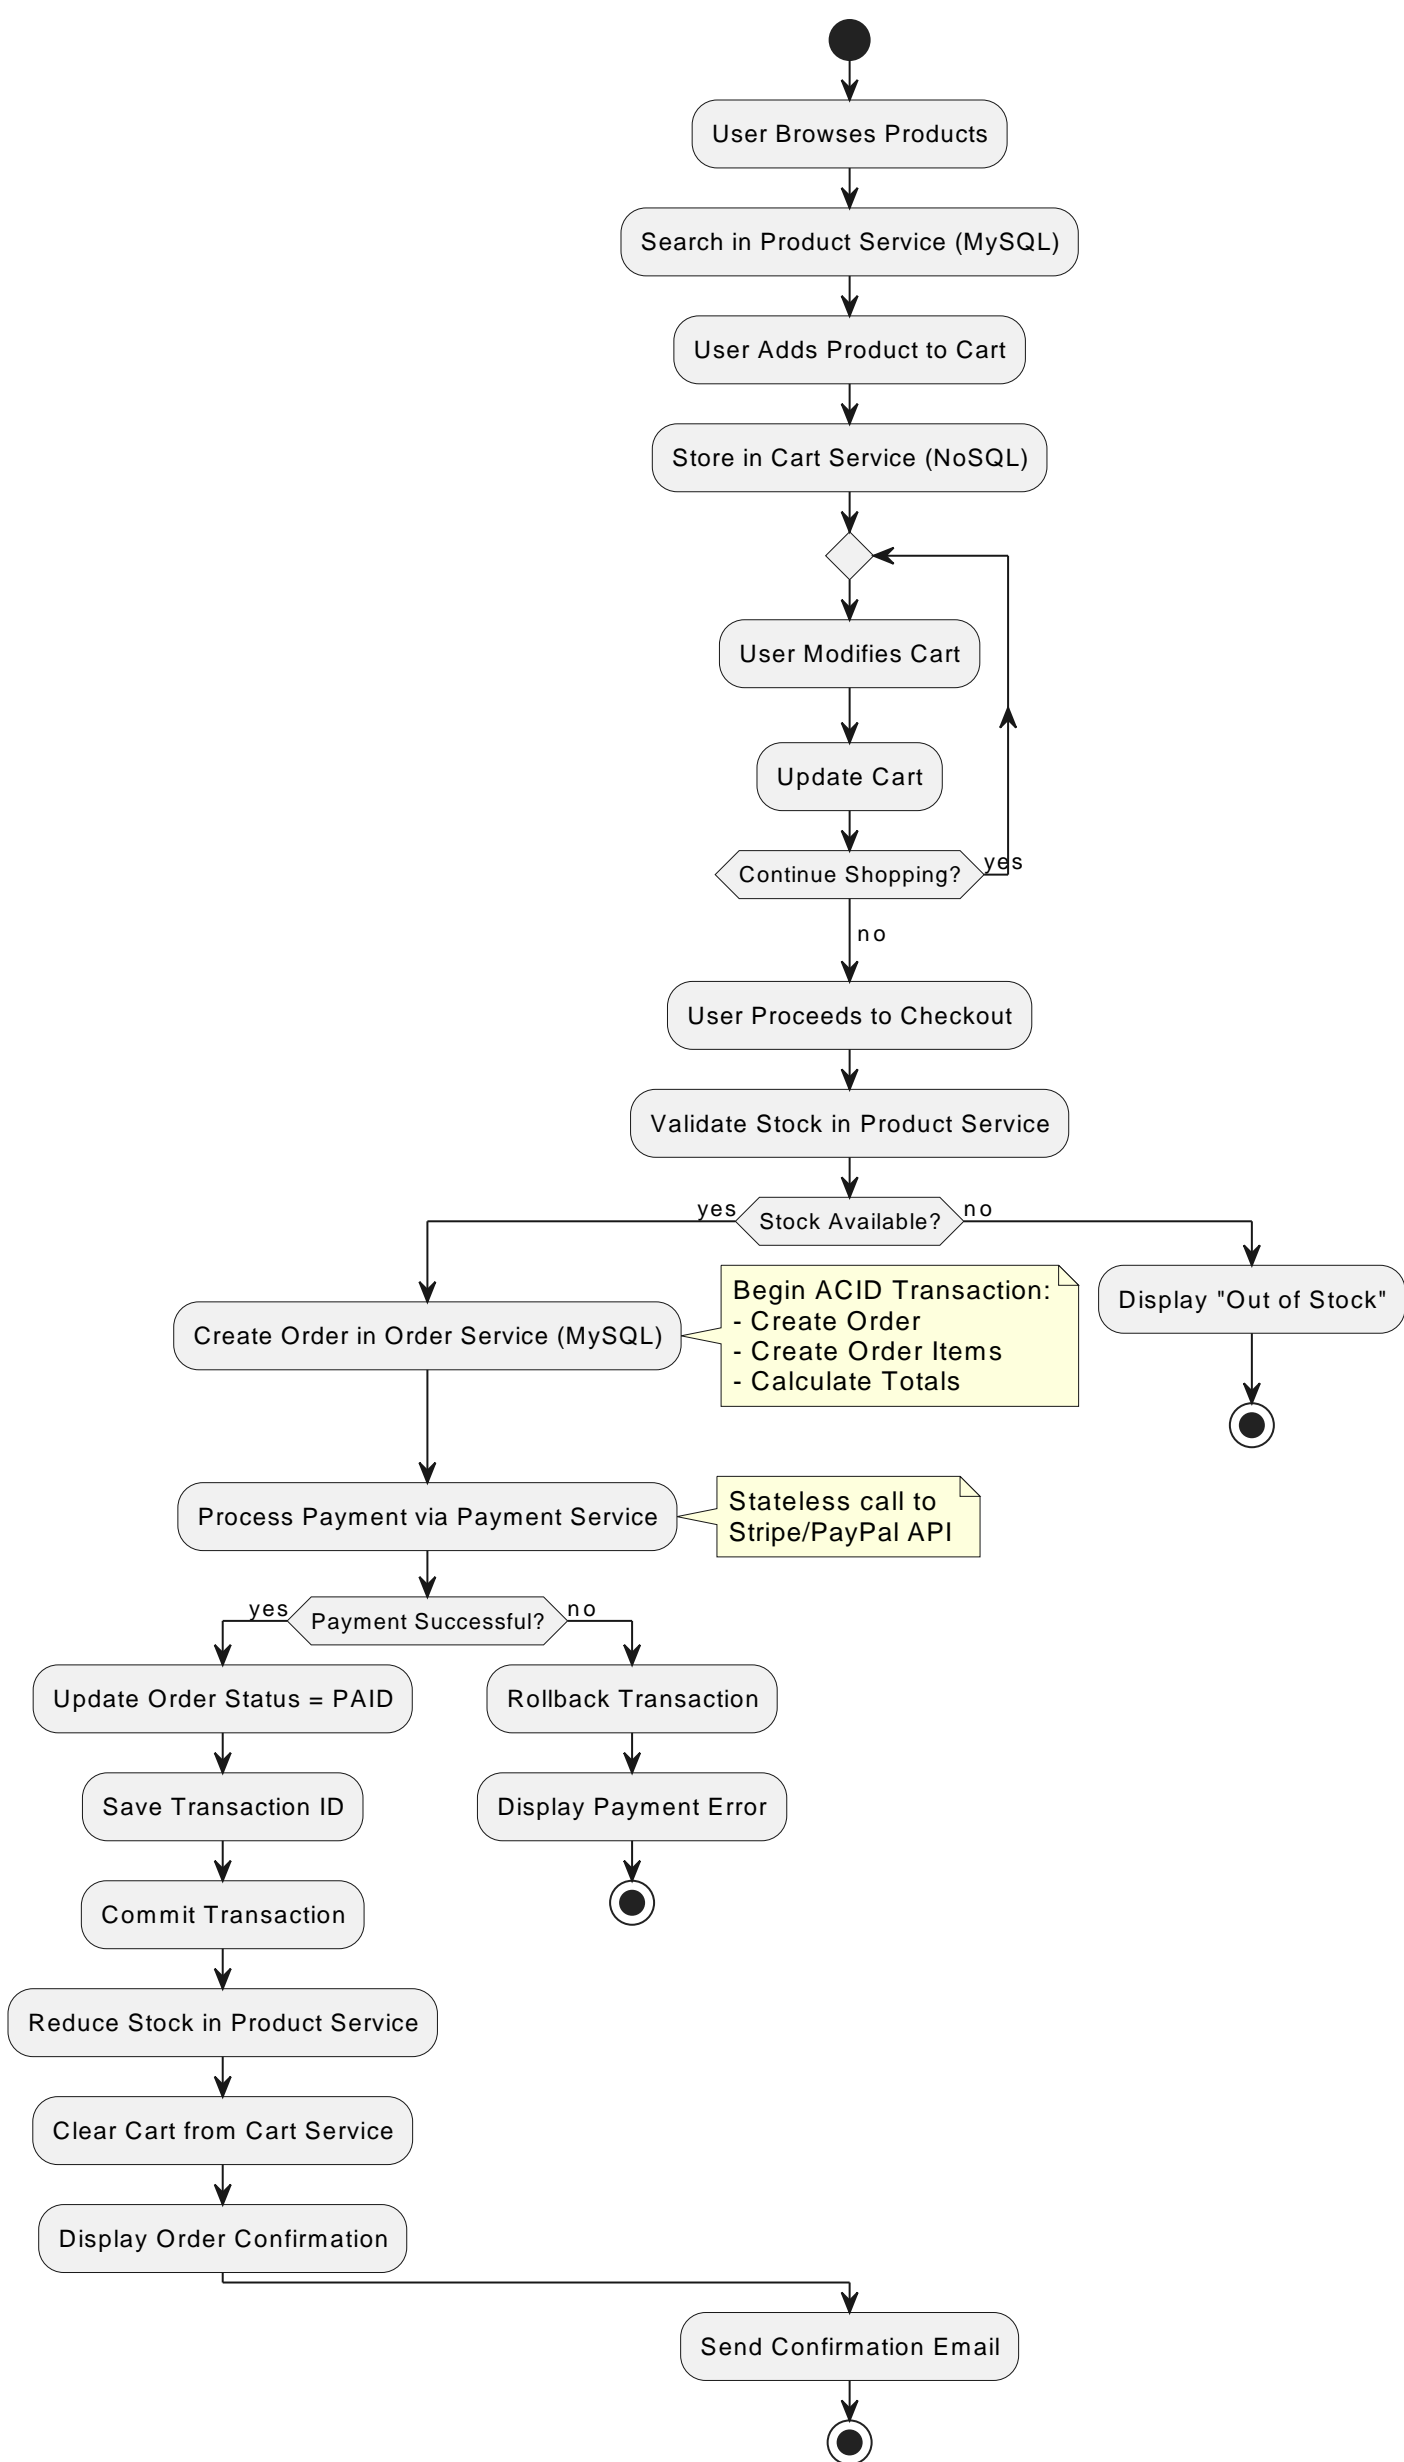 User Browses Products
Search in Product Service (MySQL)
User Adds Product to Cart
Store in Cart Service (NoSQL)
User Modifies Cart
Update Cart
Continue Shopping?
yes
no
User Proceeds to Checkout
Validate Stock in Product Service
yes
Stock Available?
no
Create Order in Order Service (MySQL)
Begin ACID Transaction:
- Create Order
- Create Order Items
- Calculate Totals
Display "Out of Stock"
Process Payment via Payment Service
Stateless call to
Stripe/PayPal API
yes
Payment Successful?
no
Update Order Status = PAID
Rollback Transaction
Save Transaction ID
Display Payment Error
Commit Transaction
Reduce Stock in Product Service
Clear Cart from Cart Service
Display Order Confirmation
Send Confirmation Email